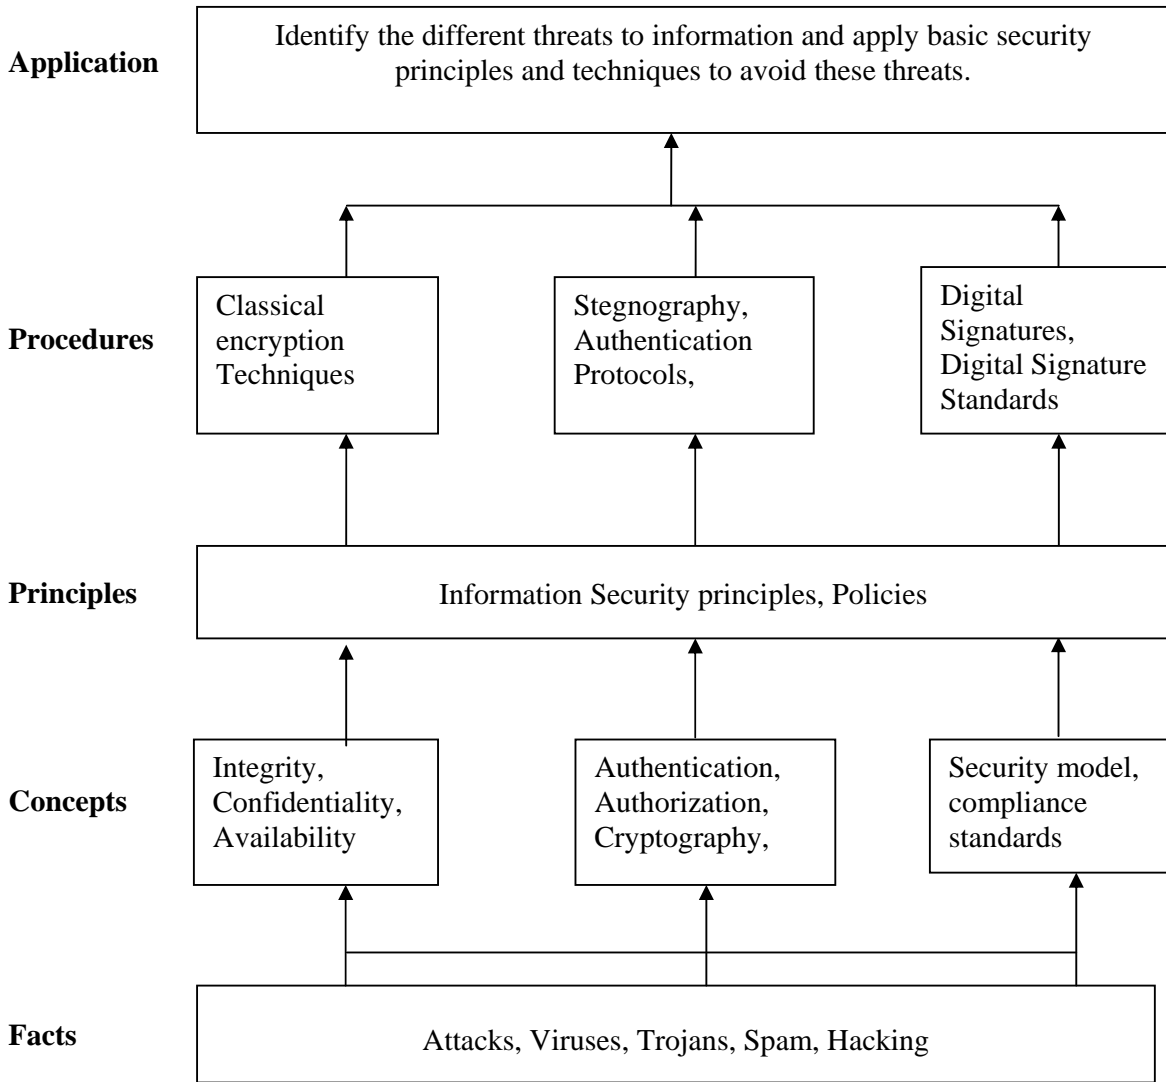 Application
Identify the different threats to information and apply basic security
principles and techniques to avoid these threats.
Procedures
Classical
encryption
Techniques
Stegnography,
Authentication
Protocols,
Digital
Signatures,
Digital Signature
Standards
Principles
Information Security principles, Policies
Concepts
Integrity,
Confidentiality,
Availability
Authentication,
Authorization,
Cryptography,
Security model,
compliance
standards
Facts
Attacks, Viruses, Trojans, Spam, Hacking